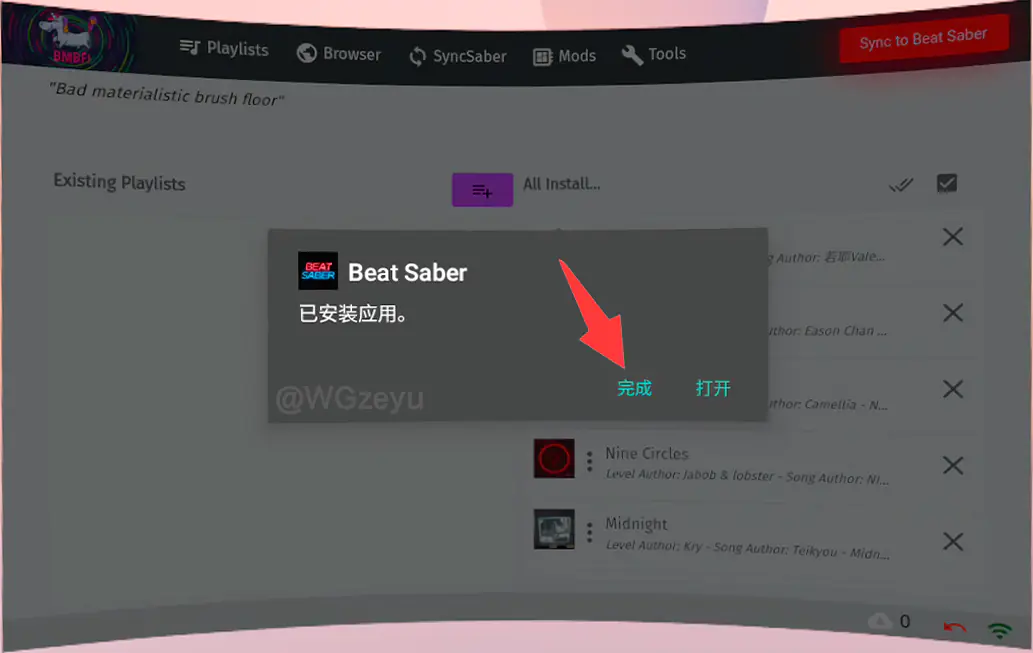 BMBF
Playlists
Browser
SyncSaber
Mods
Tools
Sync to Beat Saber
"Bad materialistic brush floor"
Existing Playlists
All Install...
BEAT
SABER
Beat Saber
已安装应用。
完成
打开
@WGzeyu
g Author: 若耶Vale...
thor: Eason Chan ...
thor: Camellia - N...
Nine Circles
Level Author: Jabob & lobster - Song Author: NI...
Midnight
Level Author: Kry - Song Author: Teikyou - Midn...
0